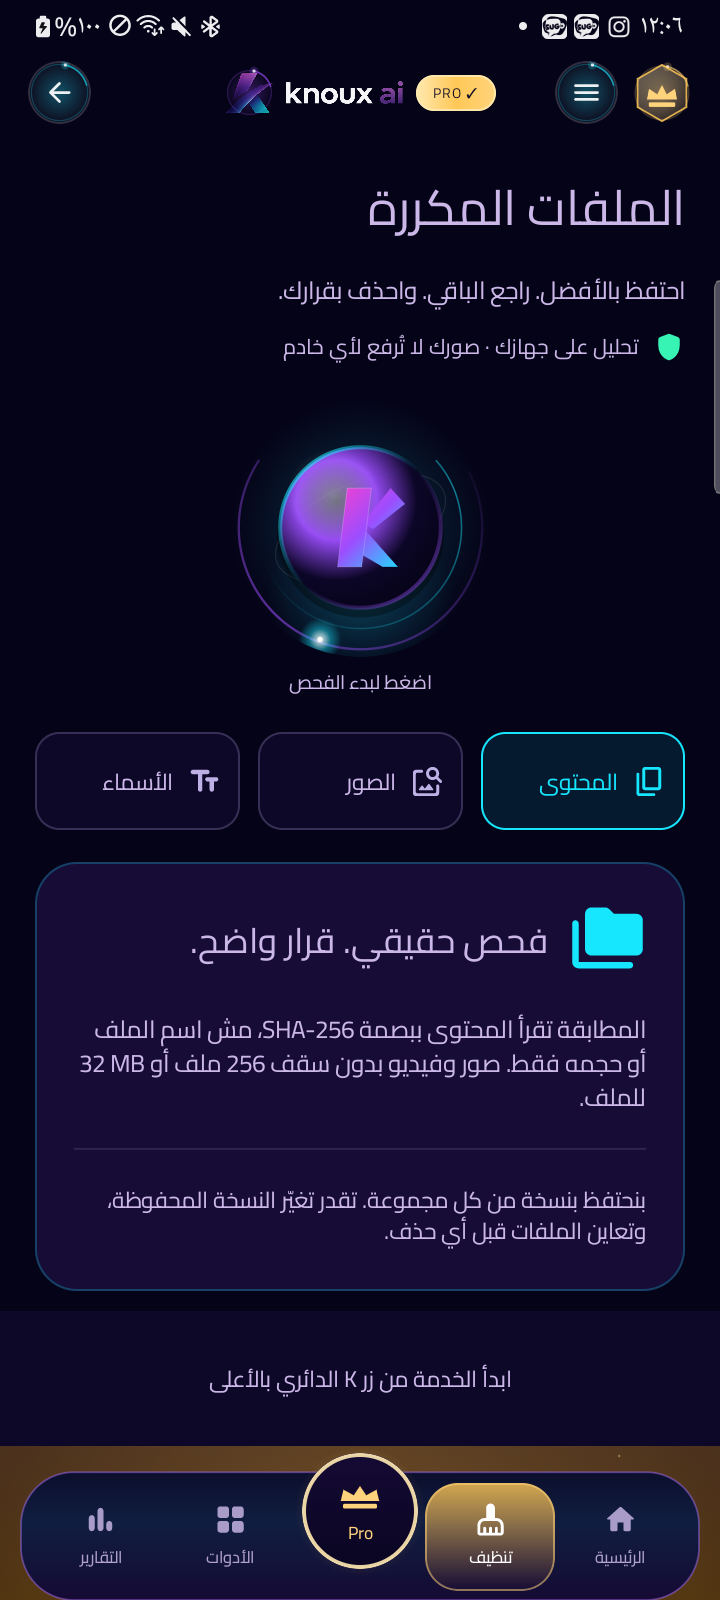 ١٢:٠٦
%١٠٠
knoux ai
PRO ✓
الملفات المكررة
احتفظ بالأفضل. راجع الباقي. واحذف بقرارك.
تحليل على جهازك · صورك لا تُرفع لأي خادم
K
اضغط لبدء الفحص
المحتوى
الصور
الأسماء
فحص حقيقي. قرار واضح.
المطابقة تقرأ المحتوى ببصمة SHA-256، مش اسم الملف
أو حجمه فقط. صور وفيديو بدون سقف 256 ملف أو 32 MB
للملف.
بنحتفظ بنسخة من كل مجموعة. تقدر تغيّر النسخة المحفوظة،
وتعاين الملفات قبل أي حذف.
ابدأ الخدمة من زر K الدائري بالأعلى
الرئيسية
تنظيف
Pro
الأدوات
التقارير